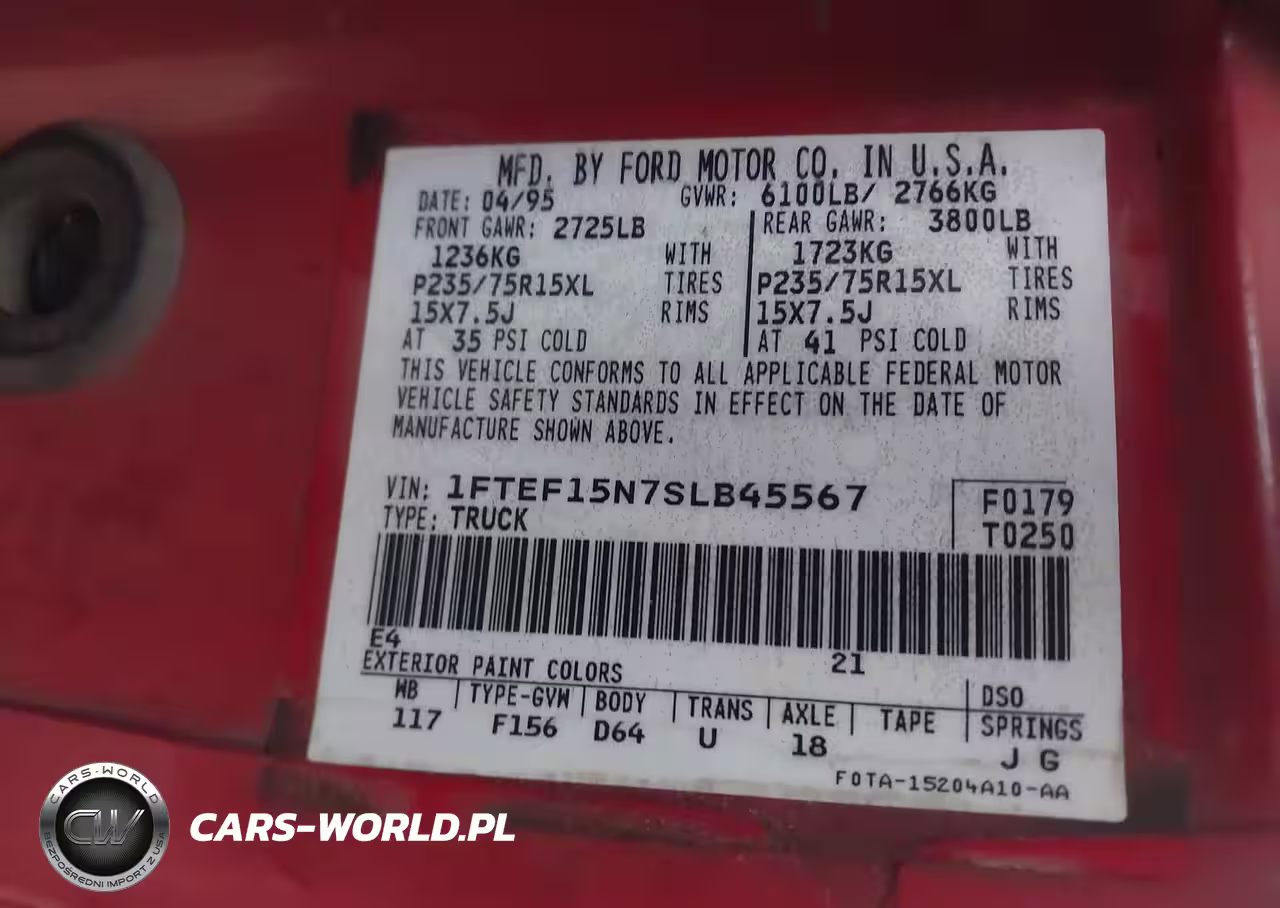 MFD. BY FORD MOTOR CO. IN U.S.A.
DATE: 04/95 GVWR: 6100LB/ 2766KG
FRONT GAWR: 2725LB REAR GAWR: 3800LB
1236KG WITH 1723KG WITH
P235/75R15XL TIRES P235/75R15XL TIRES
15X7.5J RIMS 15X7.5J RIMS
AT 35 PSI COLD AT 41 PSI COLD
THIS VEHICLE CONFORMS TO ALL APPLICABLE FEDERAL MOTOR
VEHICLE SAFETY STANDARDS IN EFFECT ON THE DATE OF
MANUFACTURE SHOWN ABOVE.
VIN: 1FTEF15N7SLB45567 F0179
TYPE: TRUCK T0250
E4 21
EXTERIOR PAINT COLORS DSO
WB TYPE-GVW BODY TRANS AXLE TAPE SPRINGS
117 F156 D64 U 18 J G
F0TA-15204A10-AA
CARS-WORLD
CW
BEZPOŚREDNI IMPORT Z USA
CARS-WORLD.PL